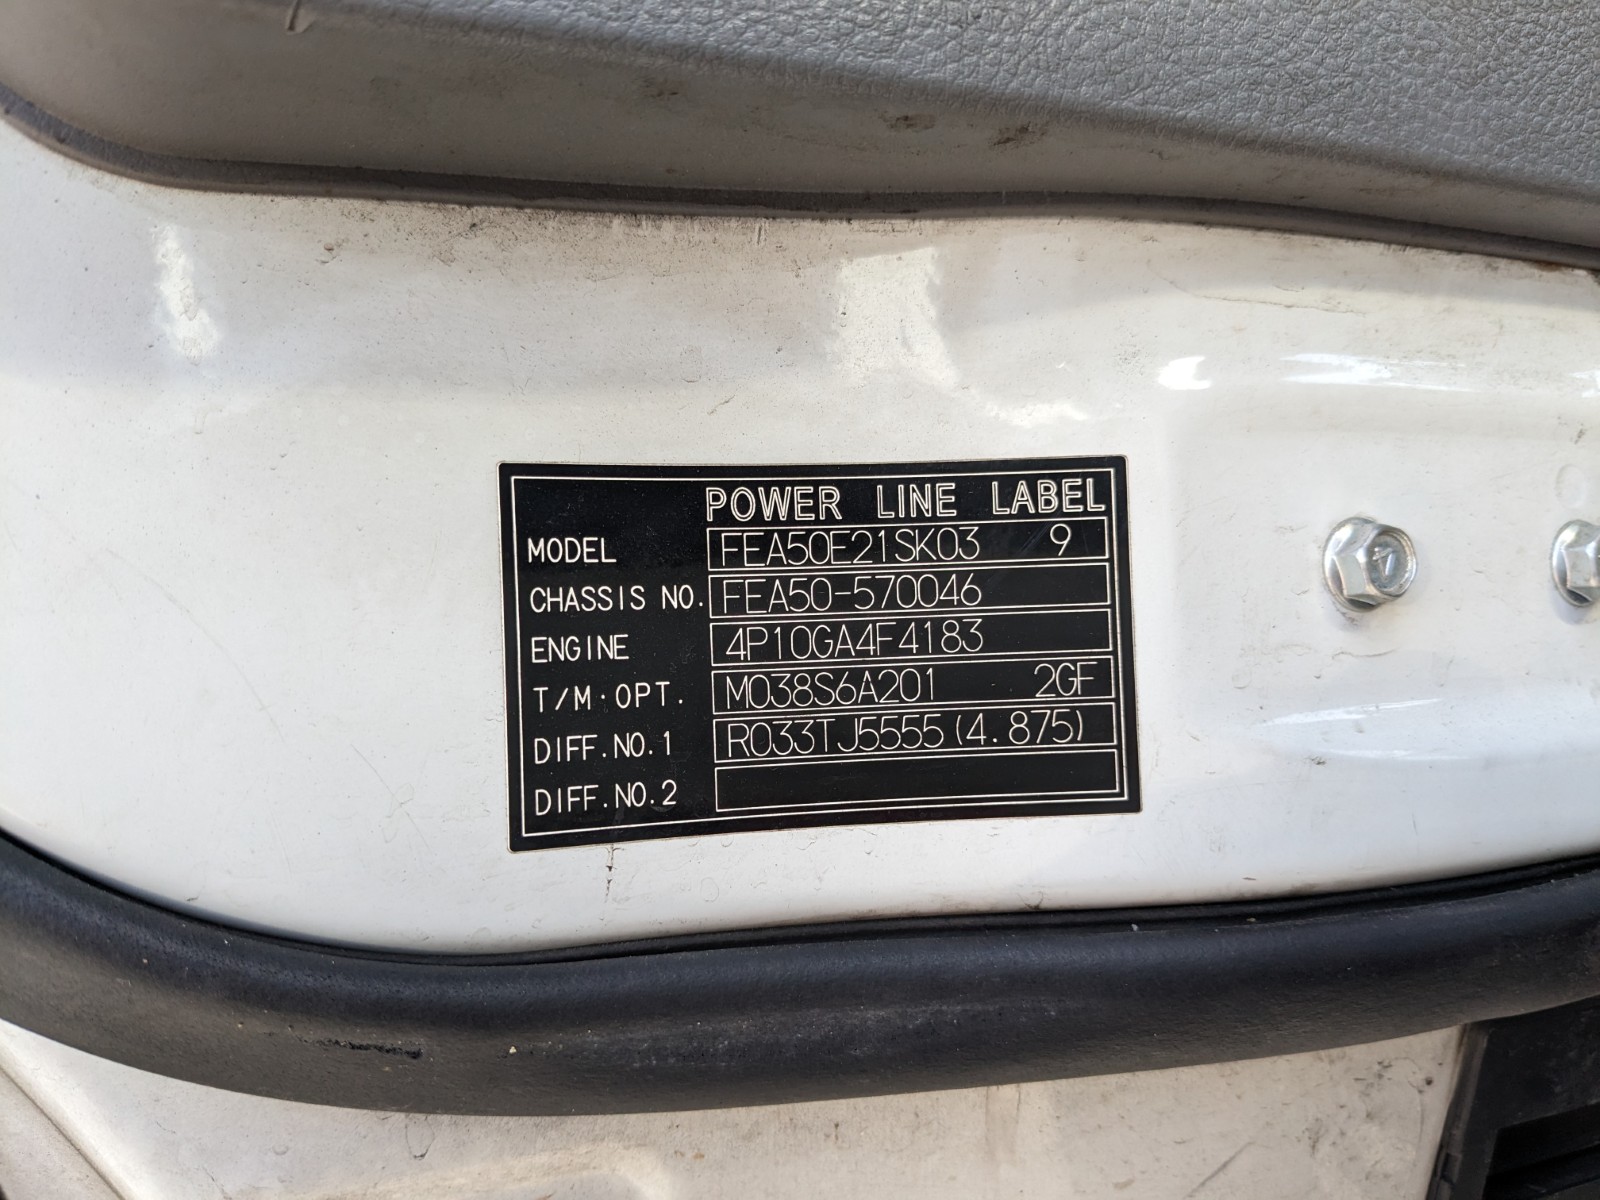 POWER LINE LABEL
MODEL FEA50E21SK03 9
CHASSIS NO. FEA50-570046
ENGINE 4P10GA4F4183
T/M·OPT. M038S6A201 2GF
DIFF.NO.1 R033TJ5555(4.875)
DIFF.NO.2
7